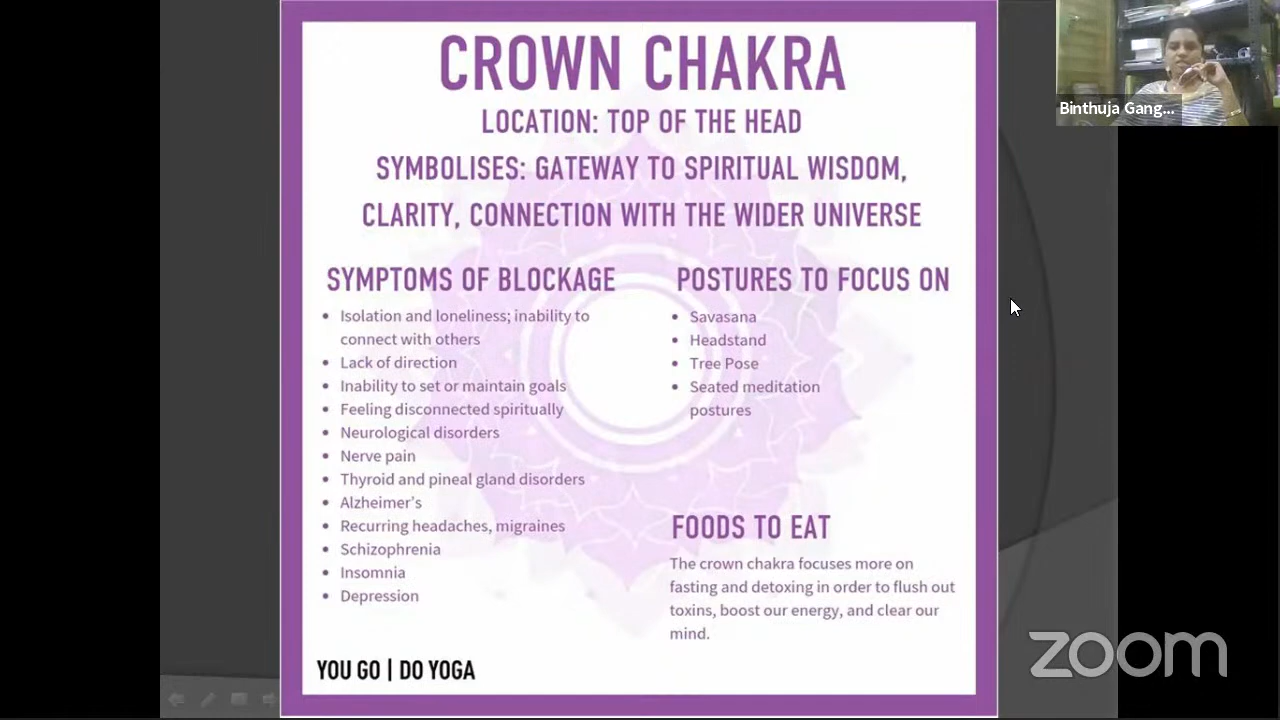 CROWN CHAKRA
LOCATION: TOP OF THE HEAD
SYMBOLISES: GATEWAY TO SPIRITUAL WISDOM,
CLARITY, CONNECTION WITH THE WIDER UNIVERSE
SYMPTOMS OF BLOCKAGE
• Isolation and loneliness; inability to
connect with others
• Lack of direction
• Inability to set or maintain goals
• Feeling disconnected spiritually
• Neurological disorders
• Nerve pain
• Thyroid and pineal gland disorders
• Alzheimer's
• Recurring headaches, migraines
• Schizophrenia
• Insomnia
• Depression
POSTURES TO FOCUS ON
• Savasana
• Headstand
• Tree Pose
• Seated meditation
postures
FOODS TO EAT
The crown chakra focuses more on
fasting and detoxing in order to flush out
toxins, boost our energy, and clear our
mind.
YOU GO | DO YOGA
Binthuja Gang...
zoom